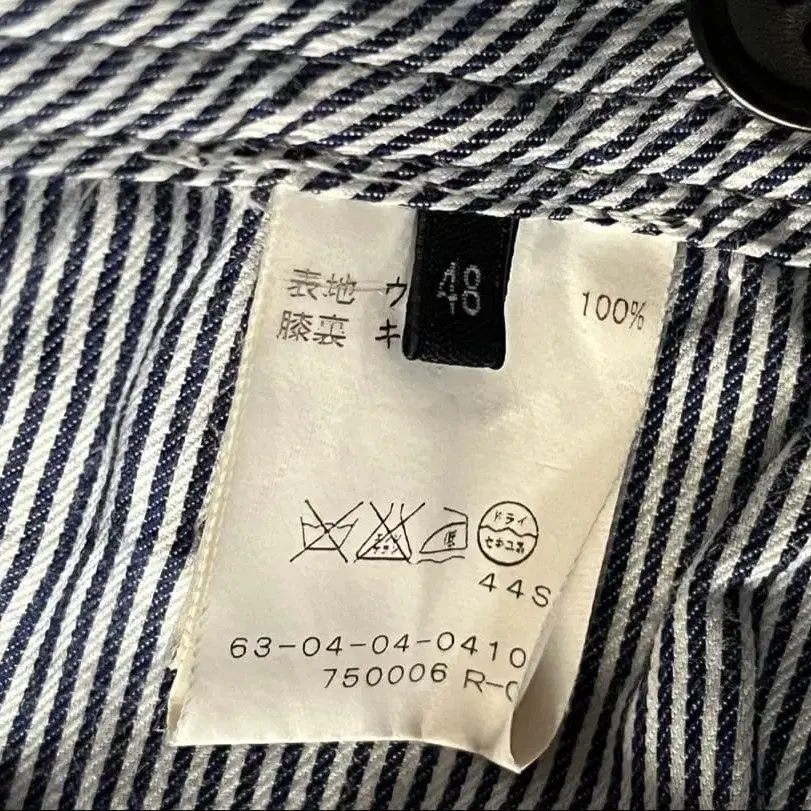 48
表地 ウ
100%
膝裏 キ
低
ドライ
セキユ系
44S
63-04-04-0410
750006 R-